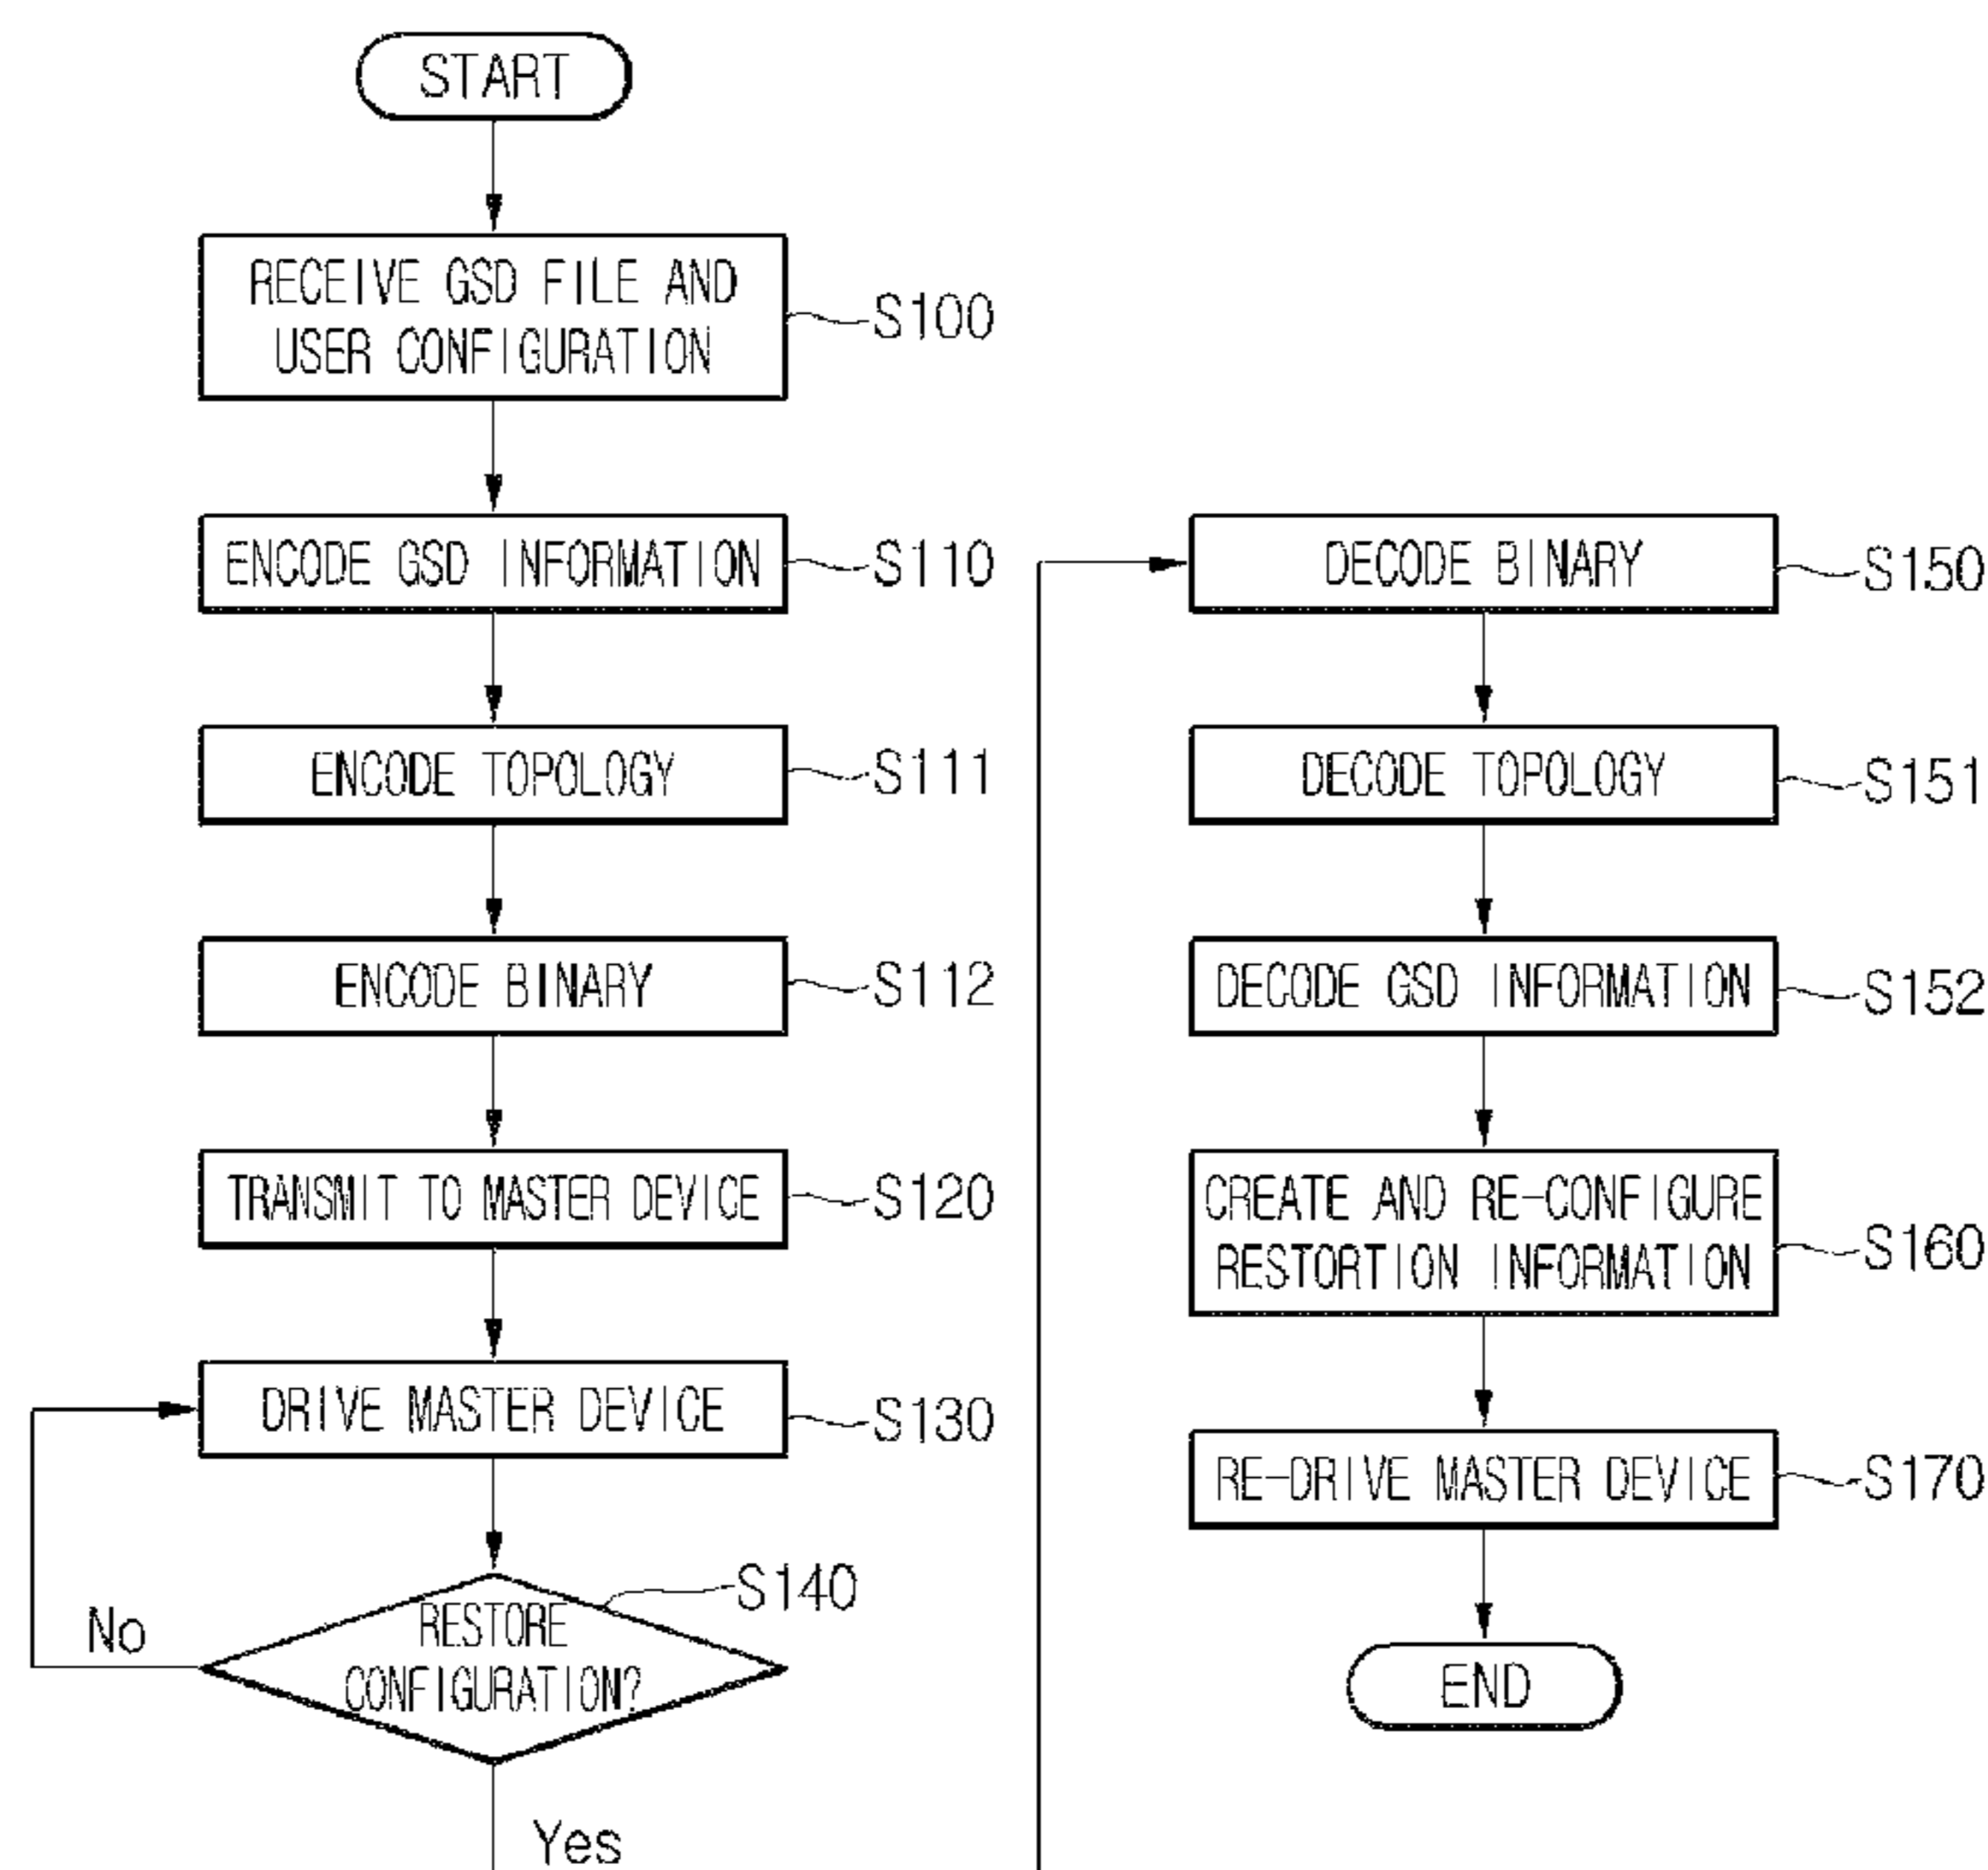 START
RECEIVE GSD FILE AND
USER CONFIGURATION
S100
ENCODE GSD INFORMATION
S110
ENCODE TOPOLOGY
S111
ENCODE BINARY
S112
TRANSMIT TO MASTER DEVICE
S120
DRIVE MASTER DEVICE
S130
S140
RESTORE
CONFIGURATION?
No
Yes
DECODE BINARY
S150
DECODE TOPOLOGY
S151
DECODE GSD INFORMATION
S152
CREATE AND RE-CONFIGURE
RESTORTION INFORMATION
S160
RE-DRIVE MASTER DEVICE
S170
END